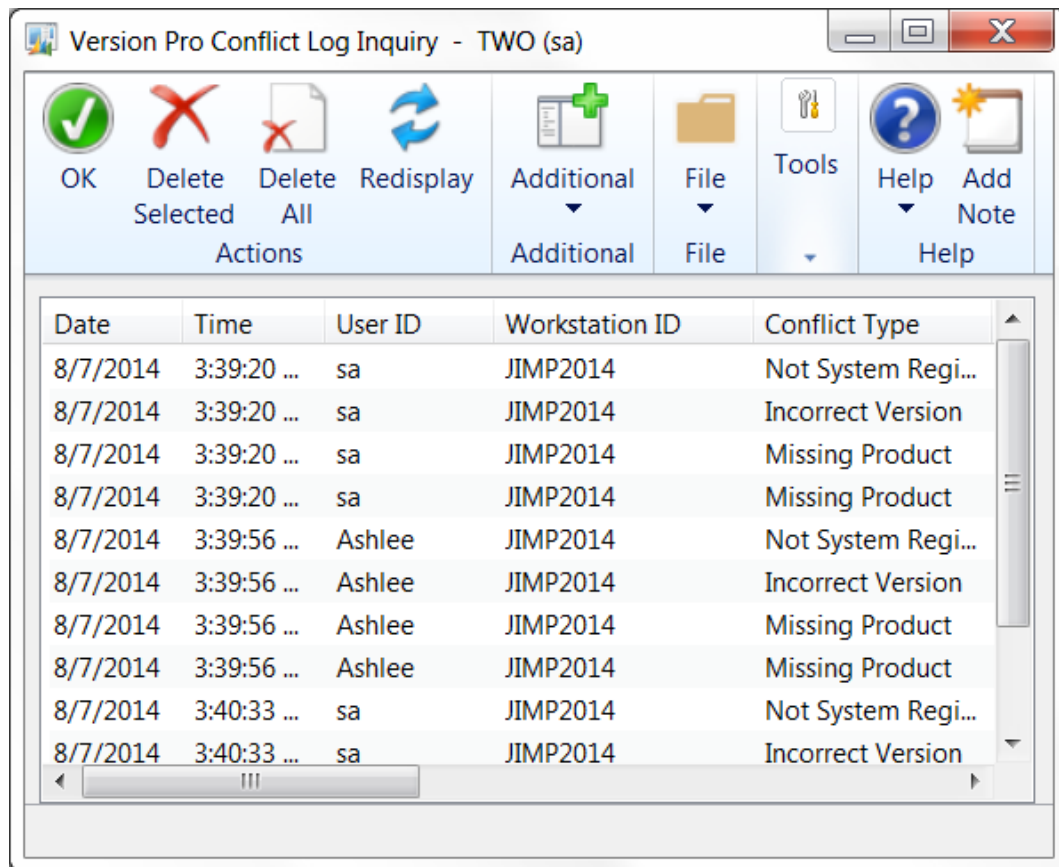 Version Pro Conflict Log Inquiry - TWO (sa)
OK Delete Selected Delete All Redisplay Additional File Tools Help Add Note
Actions Additional File Help
Date Time User ID Workstation ID Conflict Type
8/7/2014 3:39:20 ... sa JIMP2014 Not System Regi...
8/7/2014 3:39:20 ... sa JIMP2014 Incorrect Version
8/7/2014 3:39:20 ... sa JIMP2014 Missing Product
8/7/2014 3:39:20 ... sa JIMP2014 Missing Product
8/7/2014 3:39:56 ... Ashlee JIMP2014 Not System Regi...
8/7/2014 3:39:56 ... Ashlee JIMP2014 Incorrect Version
8/7/2014 3:39:56 ... Ashlee JIMP2014 Missing Product
8/7/2014 3:39:56 ... Ashlee JIMP2014 Missing Product
8/7/2014 3:40:33 ... sa JIMP2014 Not System Regi...
8/7/2014 3:40:33 ... sa JIMP2014 Incorrect Version